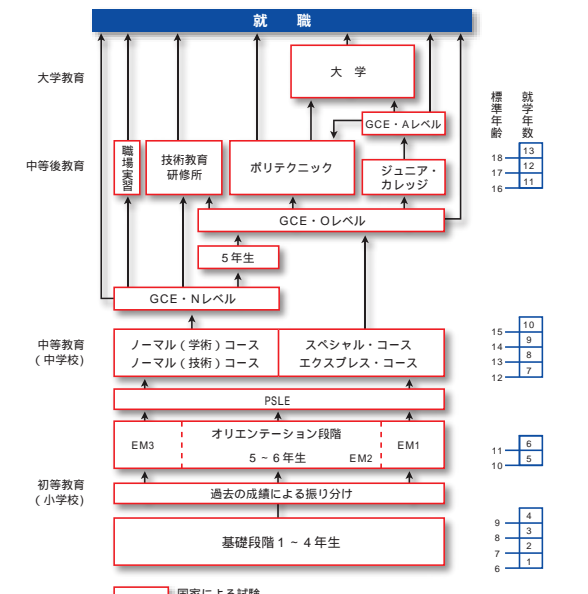 就 職
大学教育
大 学
標準年齢
就学年数
GCE・Aレベル
中等後教育
職場実習
技術教育
研修所
ポリテクニック
ジュニア・
カレッジ
13
18
12
17
11
16
GCE・Oレベル
5年生
GCE・Nレベル
中等教育
(中学校)
ノーマル(学術)コース
ノーマル(技術)コース
スペシャル・コース
エクスプレス・コース
10
15
9
14
8
13
7
12
PSLE
EM3
オリエンテーション段階
5~6年生
EM2
EM1
6
11
5
10
初等教育
(小学校)
過去の成績による振り分け
基礎段階1~4年生
4
9
3
8
2
7
1
6
国家による試験